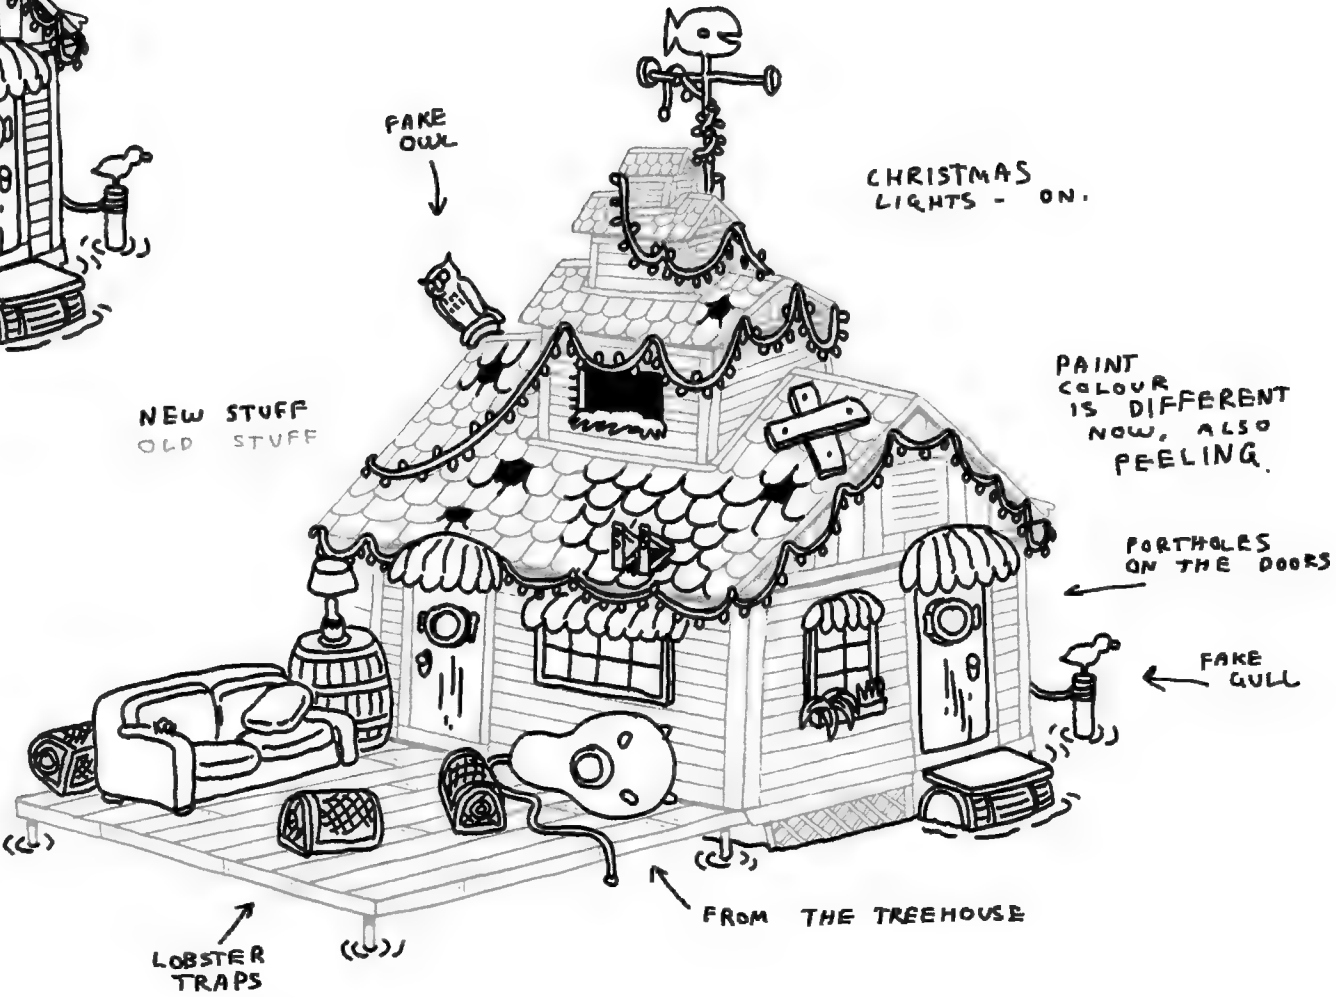 FAKE
OWL
CHRISTMAS
LIGHTS - ON.
NEW STUFF
OLD STUFF
PAINT
COLOUR
IS DIFFERENT
NOW, ALSO
PEELING.
PORTHOLES
ON THE DOORS
FAKE
GULL
FROM THE TREEHOUSE
LOBSTER
TRAPS